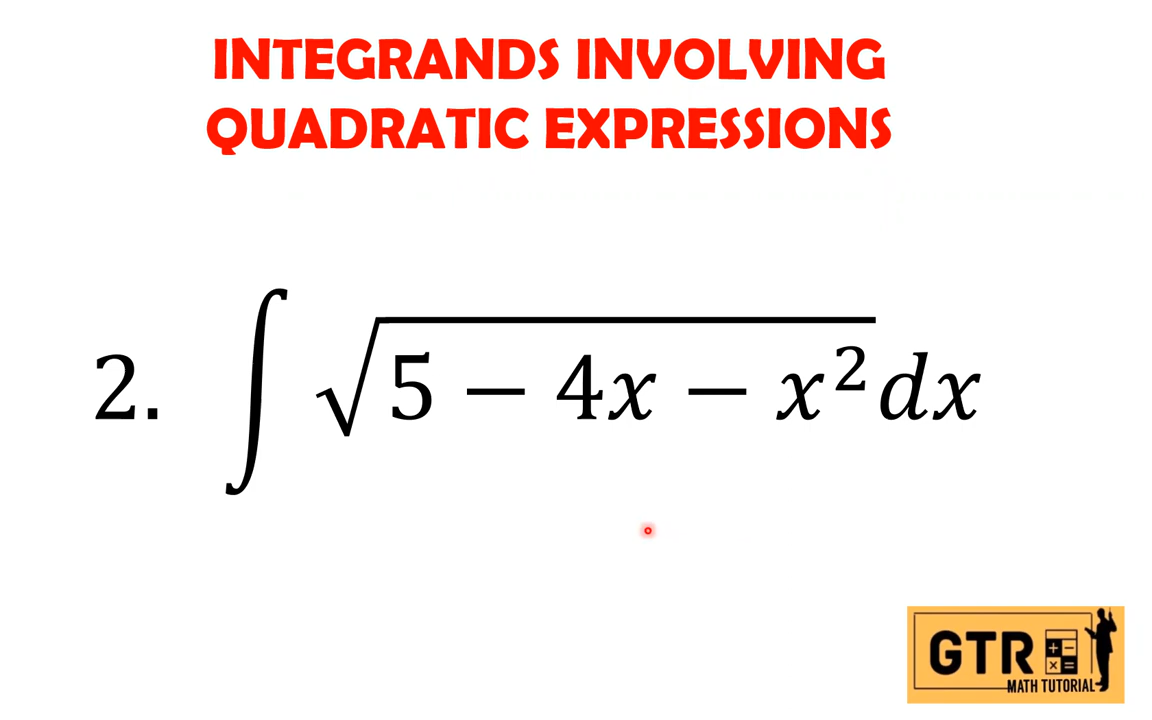 INTEGRANDS INVOLVING
QUADRATIC EXPRESSIONS
2. ∫ √(5 − 4x − x²) dx
GTR
+ −
× =
MATH TUTORIAL